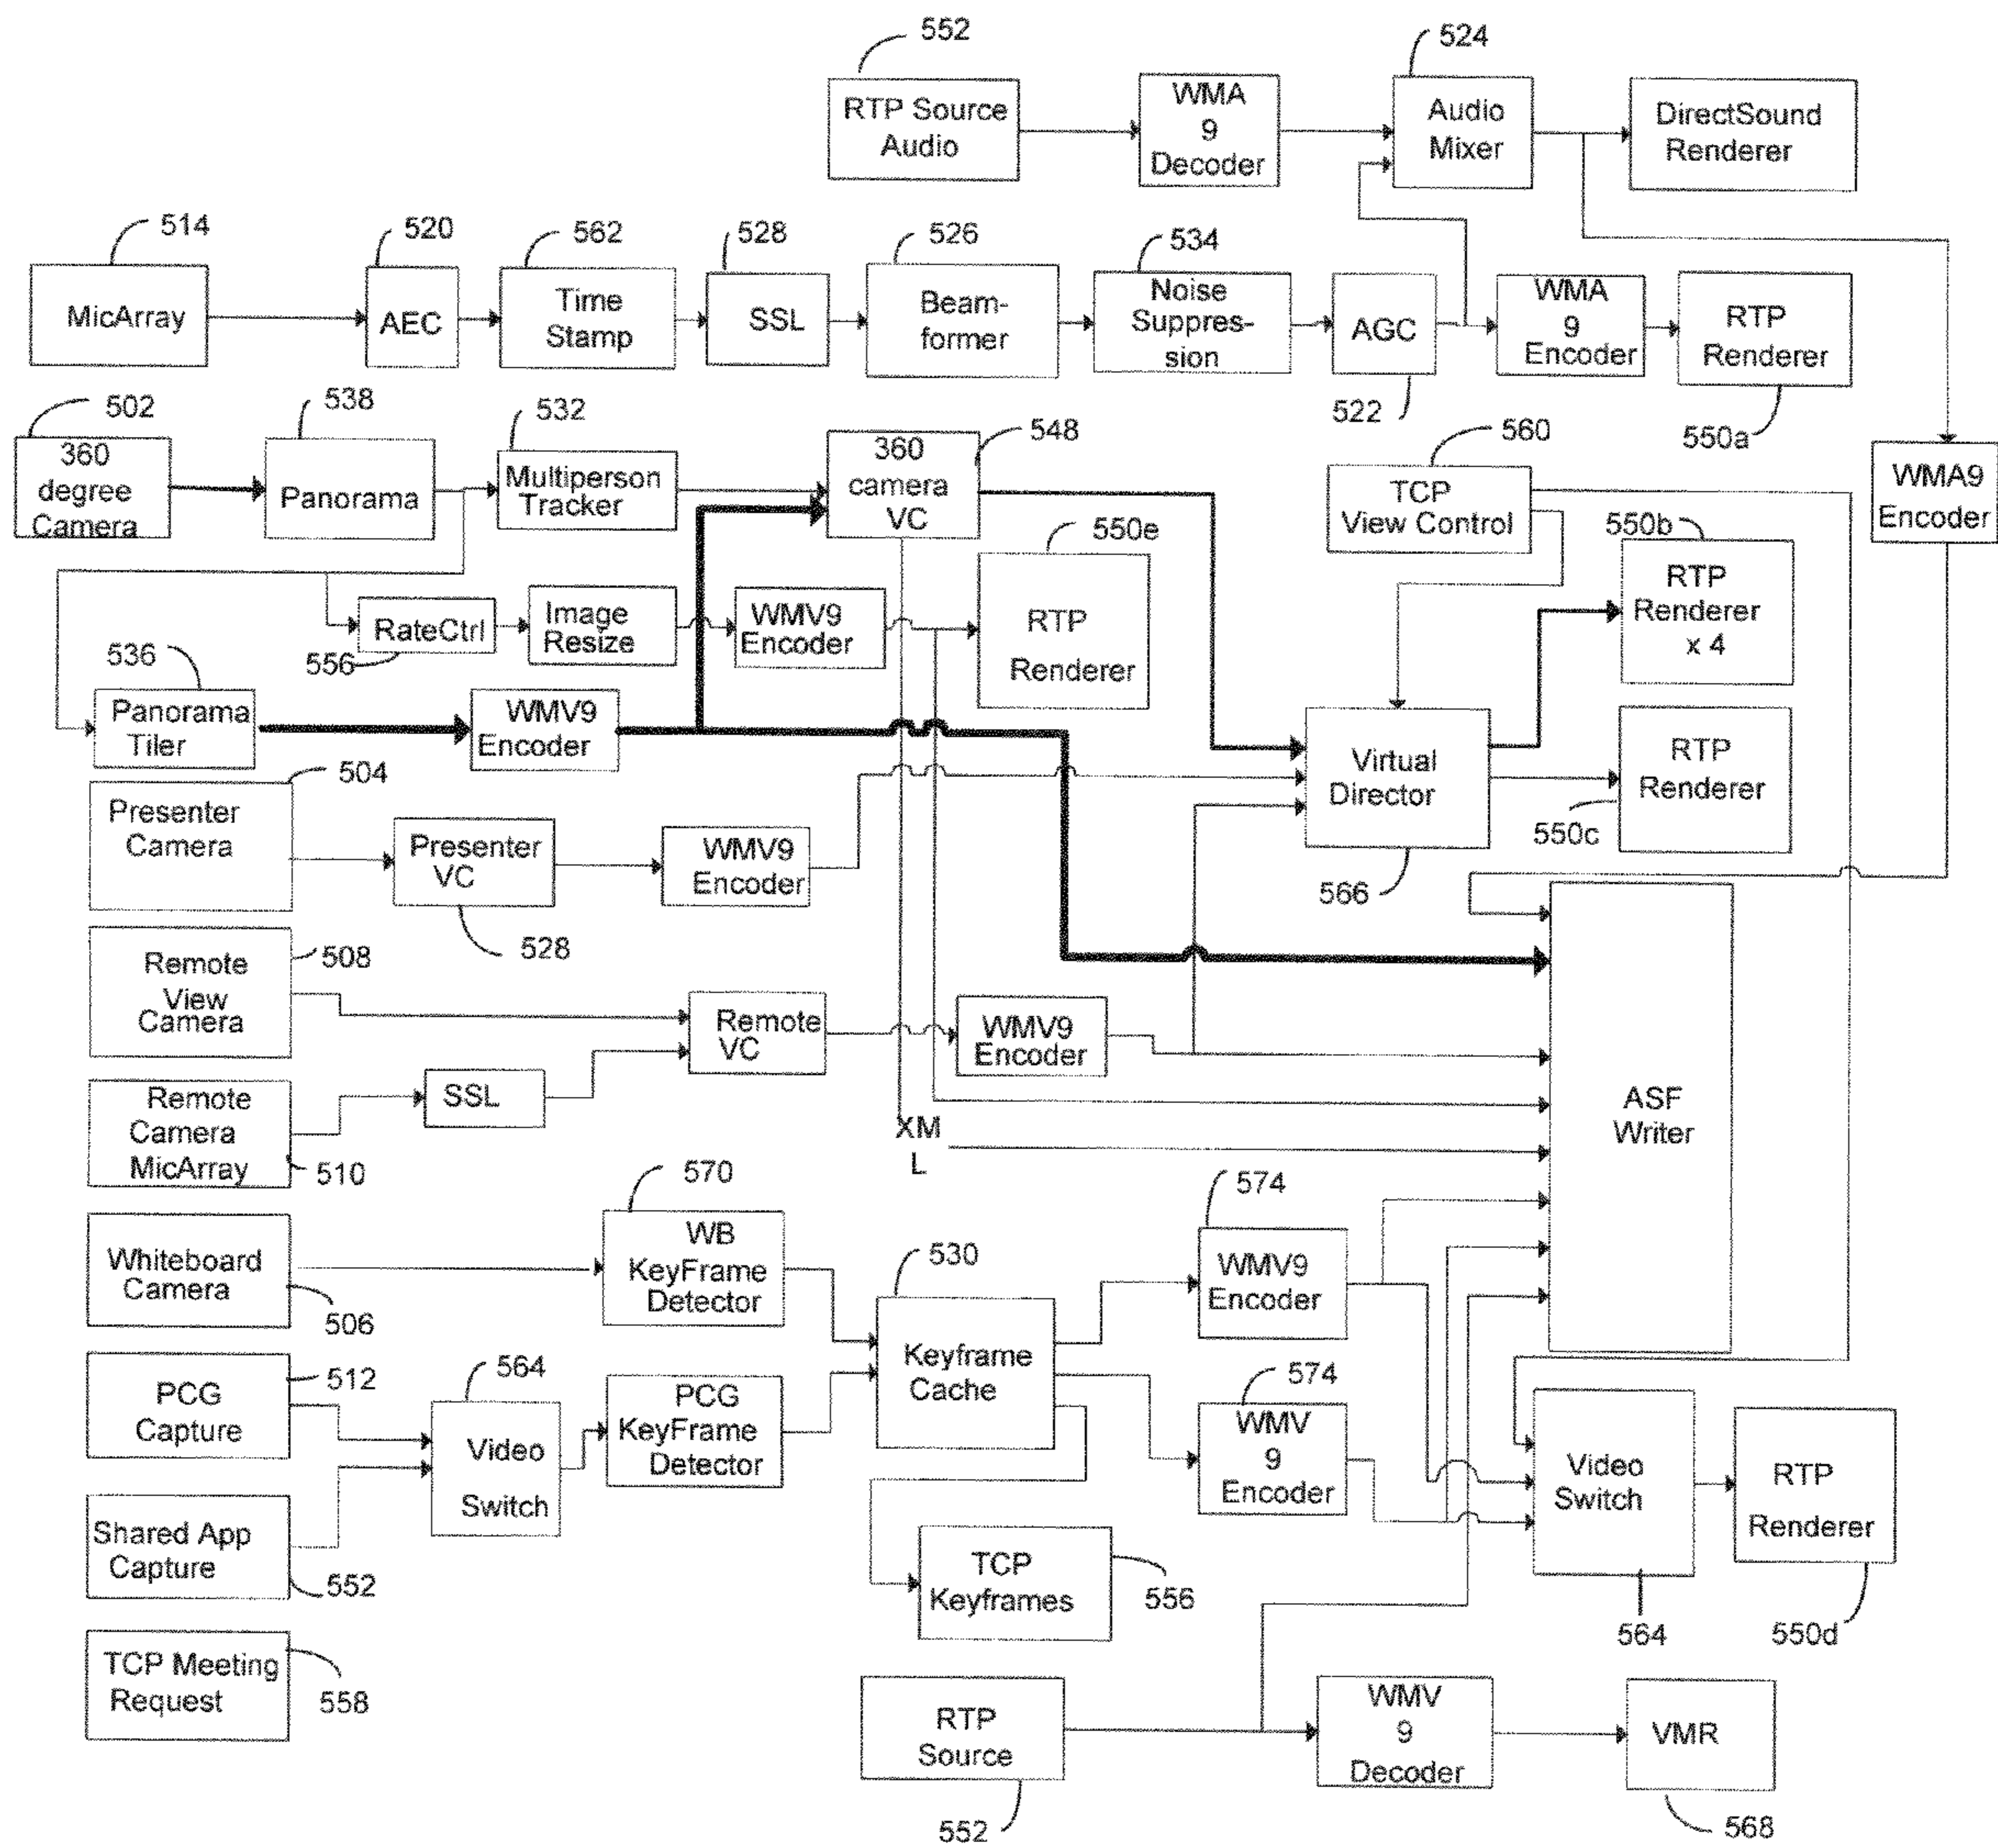 552
RTP Source
Audio
WMA
9
Decoder
524
Audio
Mixer
DirectSound
Renderer
514
MicArray
520
AEC
562
Time
Stamp
528
SSL
526
Beam-
former
534
Noise
Suppres-
sion
AGC
522
WMA
9
Encoder
RTP
Renderer
550a
502
360
degree
Camera
538
Panorama
532
Multiperson
Tracker
360
camera
VC
548
560
TCP
View Control
WMA9
Encoder
550e
RTP
Renderer
550b
RTP
Renderer
x 4
RateCtrl
556
Image
Resize
WMV9
Encoder
536
Panorama
Tiler
WMV9
Encoder
Virtual
Director
566
RTP
Renderer
550c
504
Presenter
Camera
Presenter
VC
528
WMV9
Encoder
508
Remote
View
Camera
Remote
VC
WMV9
Encoder
Remote
Camera
MicArray
510
SSL
XM
L
ASF
Writer
Whiteboard
Camera
506
570
WB
KeyFrame
Detector
530
Keyframe
Cache
574
WMV9
Encoder
512
PCG
Capture
564
Video
Switch
PCG
KeyFrame
Detector
574
WMV
9
Encoder
Video
Switch
564
RTP
Renderer
550d
Shared App
Capture
552
TCP
Keyframes
556
TCP Meeting
Request
558
RTP
Source
552
WMV
9
Decoder
VMR
568